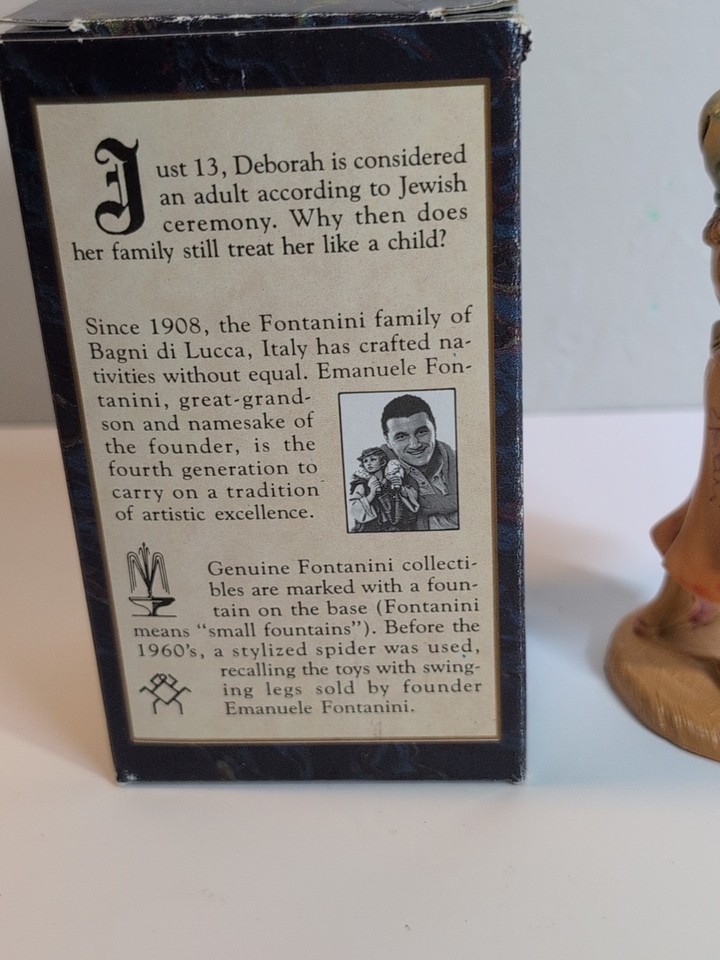 Just 13, Deborah is considered
an adult according to Jewish
ceremony. Why then does
her family still treat her like a child?
Since 1908, the Fontanini family of
Bagni di Lucca, Italy has crafted na-
tivities without equal. Emanuele Fon-
tanini, great-grand-
son and namesake of
the founder, is the
fourth generation to
carry on a tradition
of artistic excellence.
Genuine Fontanini collecti-
bles are marked with a foun-
tain on the base (Fontanini
means “small fountains”). Before the
1960's, a stylized spider was used,
recalling the toys with swing-
ing legs sold by founder
Emanuele Fontanini.